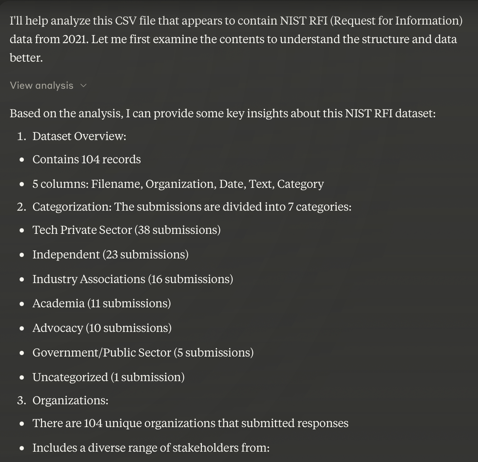 I'll help analyze this CSV file that appears to contain NIST RFI (Request for Information)
data from 2021. Let me first examine the contents to understand the structure and data
better.
View analysis
Based on the analysis, I can provide some key insights about this NIST RFI dataset:
1. Dataset Overview:
• Contains 104 records
• 5 columns: Filename, Organization, Date, Text, Category
2. Categorization: The submissions are divided into 7 categories:
• Tech Private Sector (38 submissions)
• Independent (23 submissions)
• Industry Associations (16 submissions)
• Academia (11 submissions)
• Advocacy (10 submissions)
• Government/Public Sector (5 submissions)
• Uncategorized (1 submission)
3. Organizations:
• There are 104 unique organizations that submitted responses
• Includes a diverse range of stakeholders from: